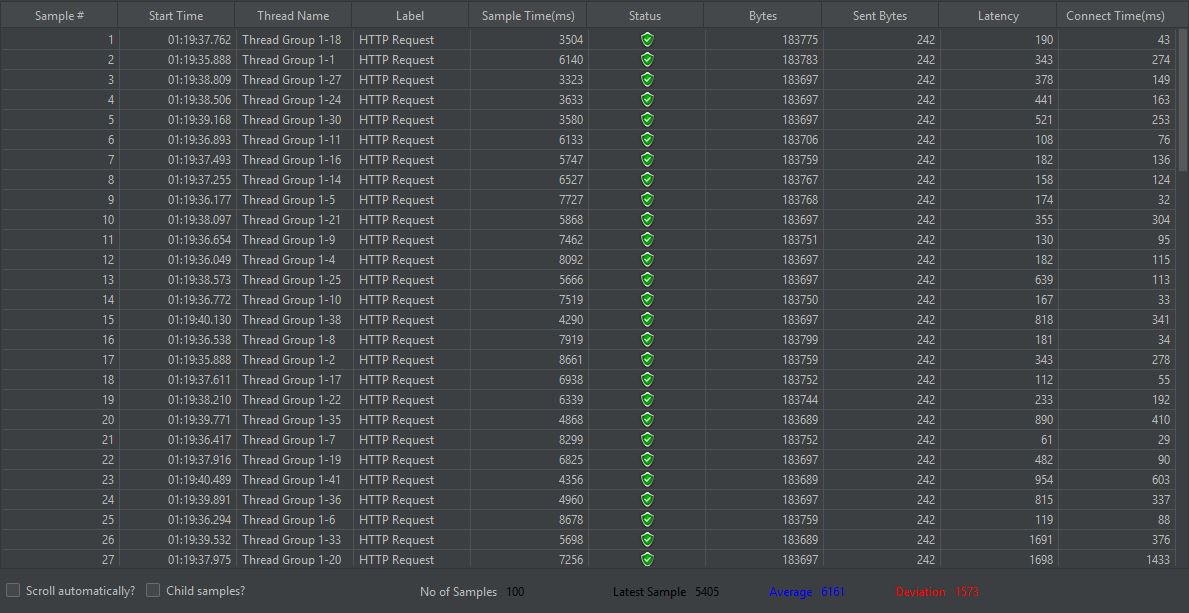 Sample # Start Time Thread Name Label Sample Time(ms) Status Bytes Sent Bytes Latency Connect Time(ms)
1 01:19:37.762 Thread Group 1-18 HTTP Request 3504 183775 242 190 43
2 01:19:35.888 Thread Group 1-1 HTTP Request 6140 183783 242 343 274
3 01:19:38.809 Thread Group 1-27 HTTP Request 3323 183697 242 378 149
4 01:19:38.506 Thread Group 1-24 HTTP Request 3633 183697 242 441 163
5 01:19:39.168 Thread Group 1-30 HTTP Request 3580 183697 242 521 253
6 01:19:36.893 Thread Group 1-11 HTTP Request 6133 183706 242 108 76
7 01:19:37.493 Thread Group 1-16 HTTP Request 5747 183759 242 182 136
8 01:19:37.255 Thread Group 1-14 HTTP Request 6527 183767 242 158 124
9 01:19:36.177 Thread Group 1-5 HTTP Request 7727 183768 242 174 32
10 01:19:38.097 Thread Group 1-21 HTTP Request 5868 183697 242 355 304
11 01:19:36.654 Thread Group 1-9 HTTP Request 7462 183751 242 130 95
12 01:19:36.049 Thread Group 1-4 HTTP Request 8092 183697 242 182 115
13 01:19:38.573 Thread Group 1-25 HTTP Request 5666 183697 242 639 113
14 01:19:36.772 Thread Group 1-10 HTTP Request 7519 183750 242 167 33
15 01:19:40.130 Thread Group 1-38 HTTP Request 4290 183697 242 818 341
16 01:19:36.538 Thread Group 1-8 HTTP Request 7919 183799 242 181 34
17 01:19:35.888 Thread Group 1-2 HTTP Request 8661 183759 242 343 278
18 01:19:37.611 Thread Group 1-17 HTTP Request 6938 183752 242 112 55
19 01:19:38.210 Thread Group 1-22 HTTP Request 6339 183744 242 233 192
20 01:19:39.771 Thread Group 1-35 HTTP Request 4868 183689 242 890 410
21 01:19:36.417 Thread Group 1-7 HTTP Request 8299 183752 242 61 29
22 01:19:37.916 Thread Group 1-19 HTTP Request 6825 183697 242 482 90
23 01:19:40.489 Thread Group 1-41 HTTP Request 4356 183689 242 954 603
24 01:19:39.891 Thread Group 1-36 HTTP Request 4960 183697 242 815 337
25 01:19:36.294 Thread Group 1-6 HTTP Request 8678 183759 242 119 88
26 01:19:39.532 Thread Group 1-33 HTTP Request 5698 183689 242 1691 376
27 01:19:37.975 Thread Group 1-20 HTTP Request 7256 183697 242 1698 1433
Scroll automatically? Child samples? No of Samples 100 Latest Sample 5405 Average 6161 Deviation 1573